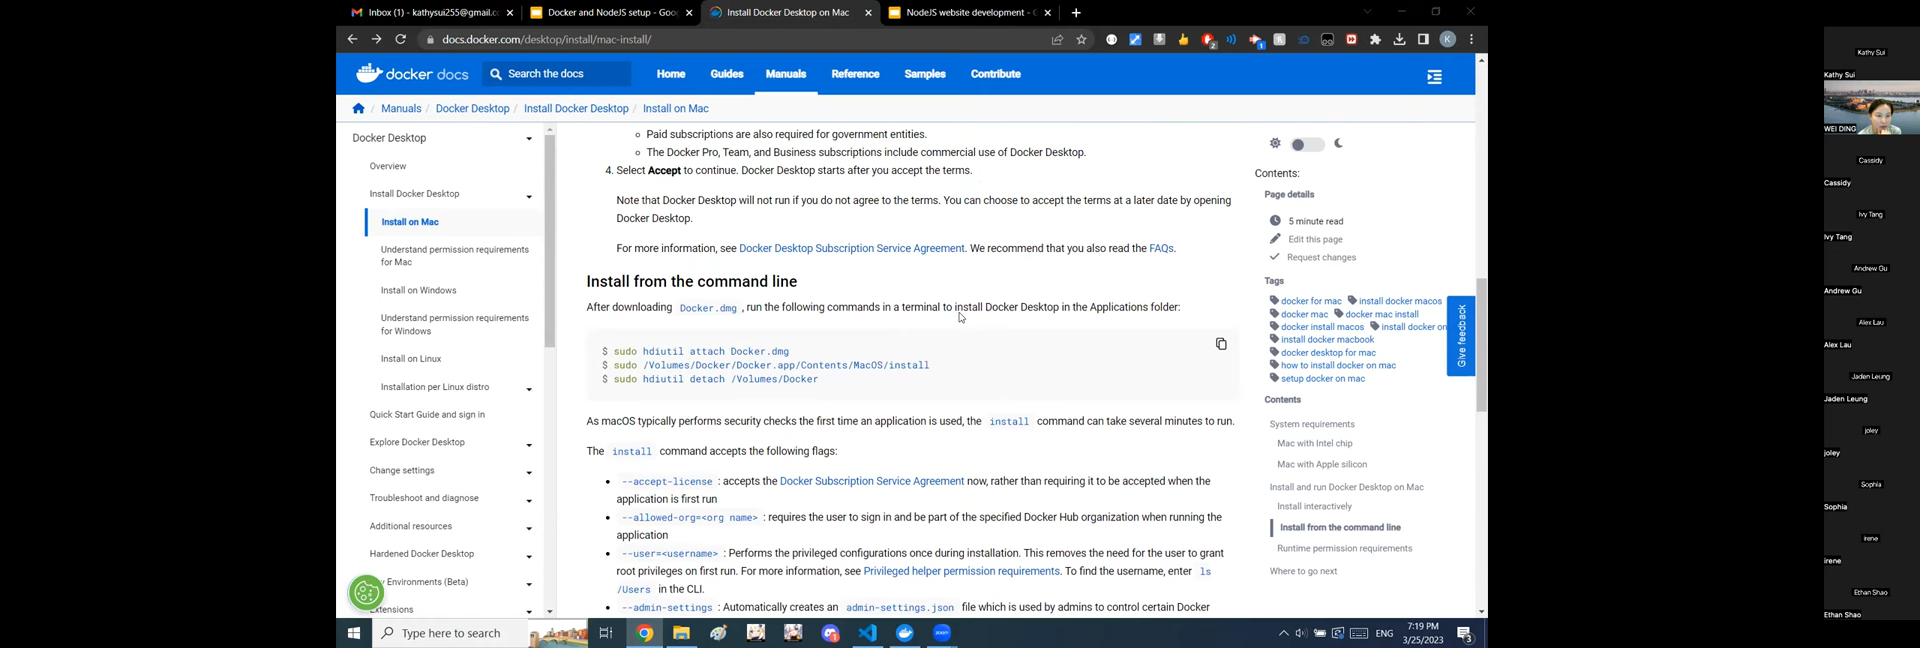 Inbox (1) - kathysui255@gmail.c
Docker and NodeJS setup - Goo
Install Docker Desktop on Mac
NodeJS website development - G
docs.docker.com/desktop/install/mac-install/
docker docs
Search the docs
Home
Guides
Manuals
Reference
Samples
Contribute
/ Manuals / Docker Desktop / Install Docker Desktop / Install on Mac
Docker Desktop
Overview
Install Docker Desktop
Install on Mac
Understand permission requirements
for Mac
Install on Windows
Understand permission requirements
for Windows
Install on Linux
Installation per Linux distro
Quick Start Guide and sign in
Explore Docker Desktop
Change settings
Troubleshoot and diagnose
Additional resources
Hardened Docker Desktop
Environments (Beta)
Extensions
Paid subscriptions are also required for government entities.
The Docker Pro, Team, and Business subscriptions include commercial use of Docker Desktop.
4. Select Accept to continue. Docker Desktop starts after you accept the terms.
Note that Docker Desktop will not run if you do not agree to the terms. You can choose to accept the terms at a later date by opening
Docker Desktop.
For more information, see Docker Desktop Subscription Service Agreement. We recommend that you also read the FAQs.
Install from the command line
After downloading Docker.dmg , run the following commands in a terminal to install Docker Desktop in the Applications folder:
$ sudo hdiutil attach Docker.dmg
$ sudo /Volumes/Docker/Docker.app/Contents/MacOS/install
$ sudo hdiutil detach /Volumes/Docker
As macOS typically performs security checks the first time an application is used, the install command can take several minutes to run.
The install command accepts the following flags:
--accept-license : accepts the Docker Subscription Service Agreement now, rather than requiring it to be accepted when the
application is first run
--allowed-org=<org name> : requires the user to sign in and be part of the specified Docker Hub organization when running the
application
--user=<username> : Performs the privileged configurations once during installation. This removes the need for the user to grant
root privileges on first run. For more information, see Privileged helper permission requirements. To find the username, enter ls
/Users in the CLI.
--admin-settings : Automatically creates an admin-settings.json file which is used by admins to control certain Docker
Contents:
Page details
5 minute read
Edit this page
Request changes
Tags
docker for mac install docker macos
docker mac docker mac install
docker install macos install docker on
install docker macbook
docker desktop for mac
how to install docker on mac
setup docker on mac
Contents
System requirements
Mac with Intel chip
Mac with Apple silicon
Install and run Docker Desktop on Mac
Install interactively
Install from the command line
Runtime permission requirements
Where to go next
Give feedback
Type here to search
zoom
ENG
7:19 PM
3/25/2023
3
Kathy Sui
Kathy Sui
WEI DING
Cassidy
Cassidy
Ivy Tang
Ivy Tang
Andrew Gu
Andrew Gu
Alex Lau
Alex Lau
Jaden Leung
Jaden Leung
joley
joley
Sophia
Sophia
irene
irene
Ethan Shao
Ethan Shao